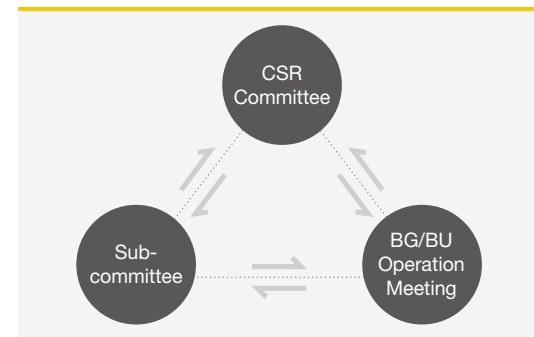 CSR
Committee
Sub-
committee
BG/BU
Operation
Meeting